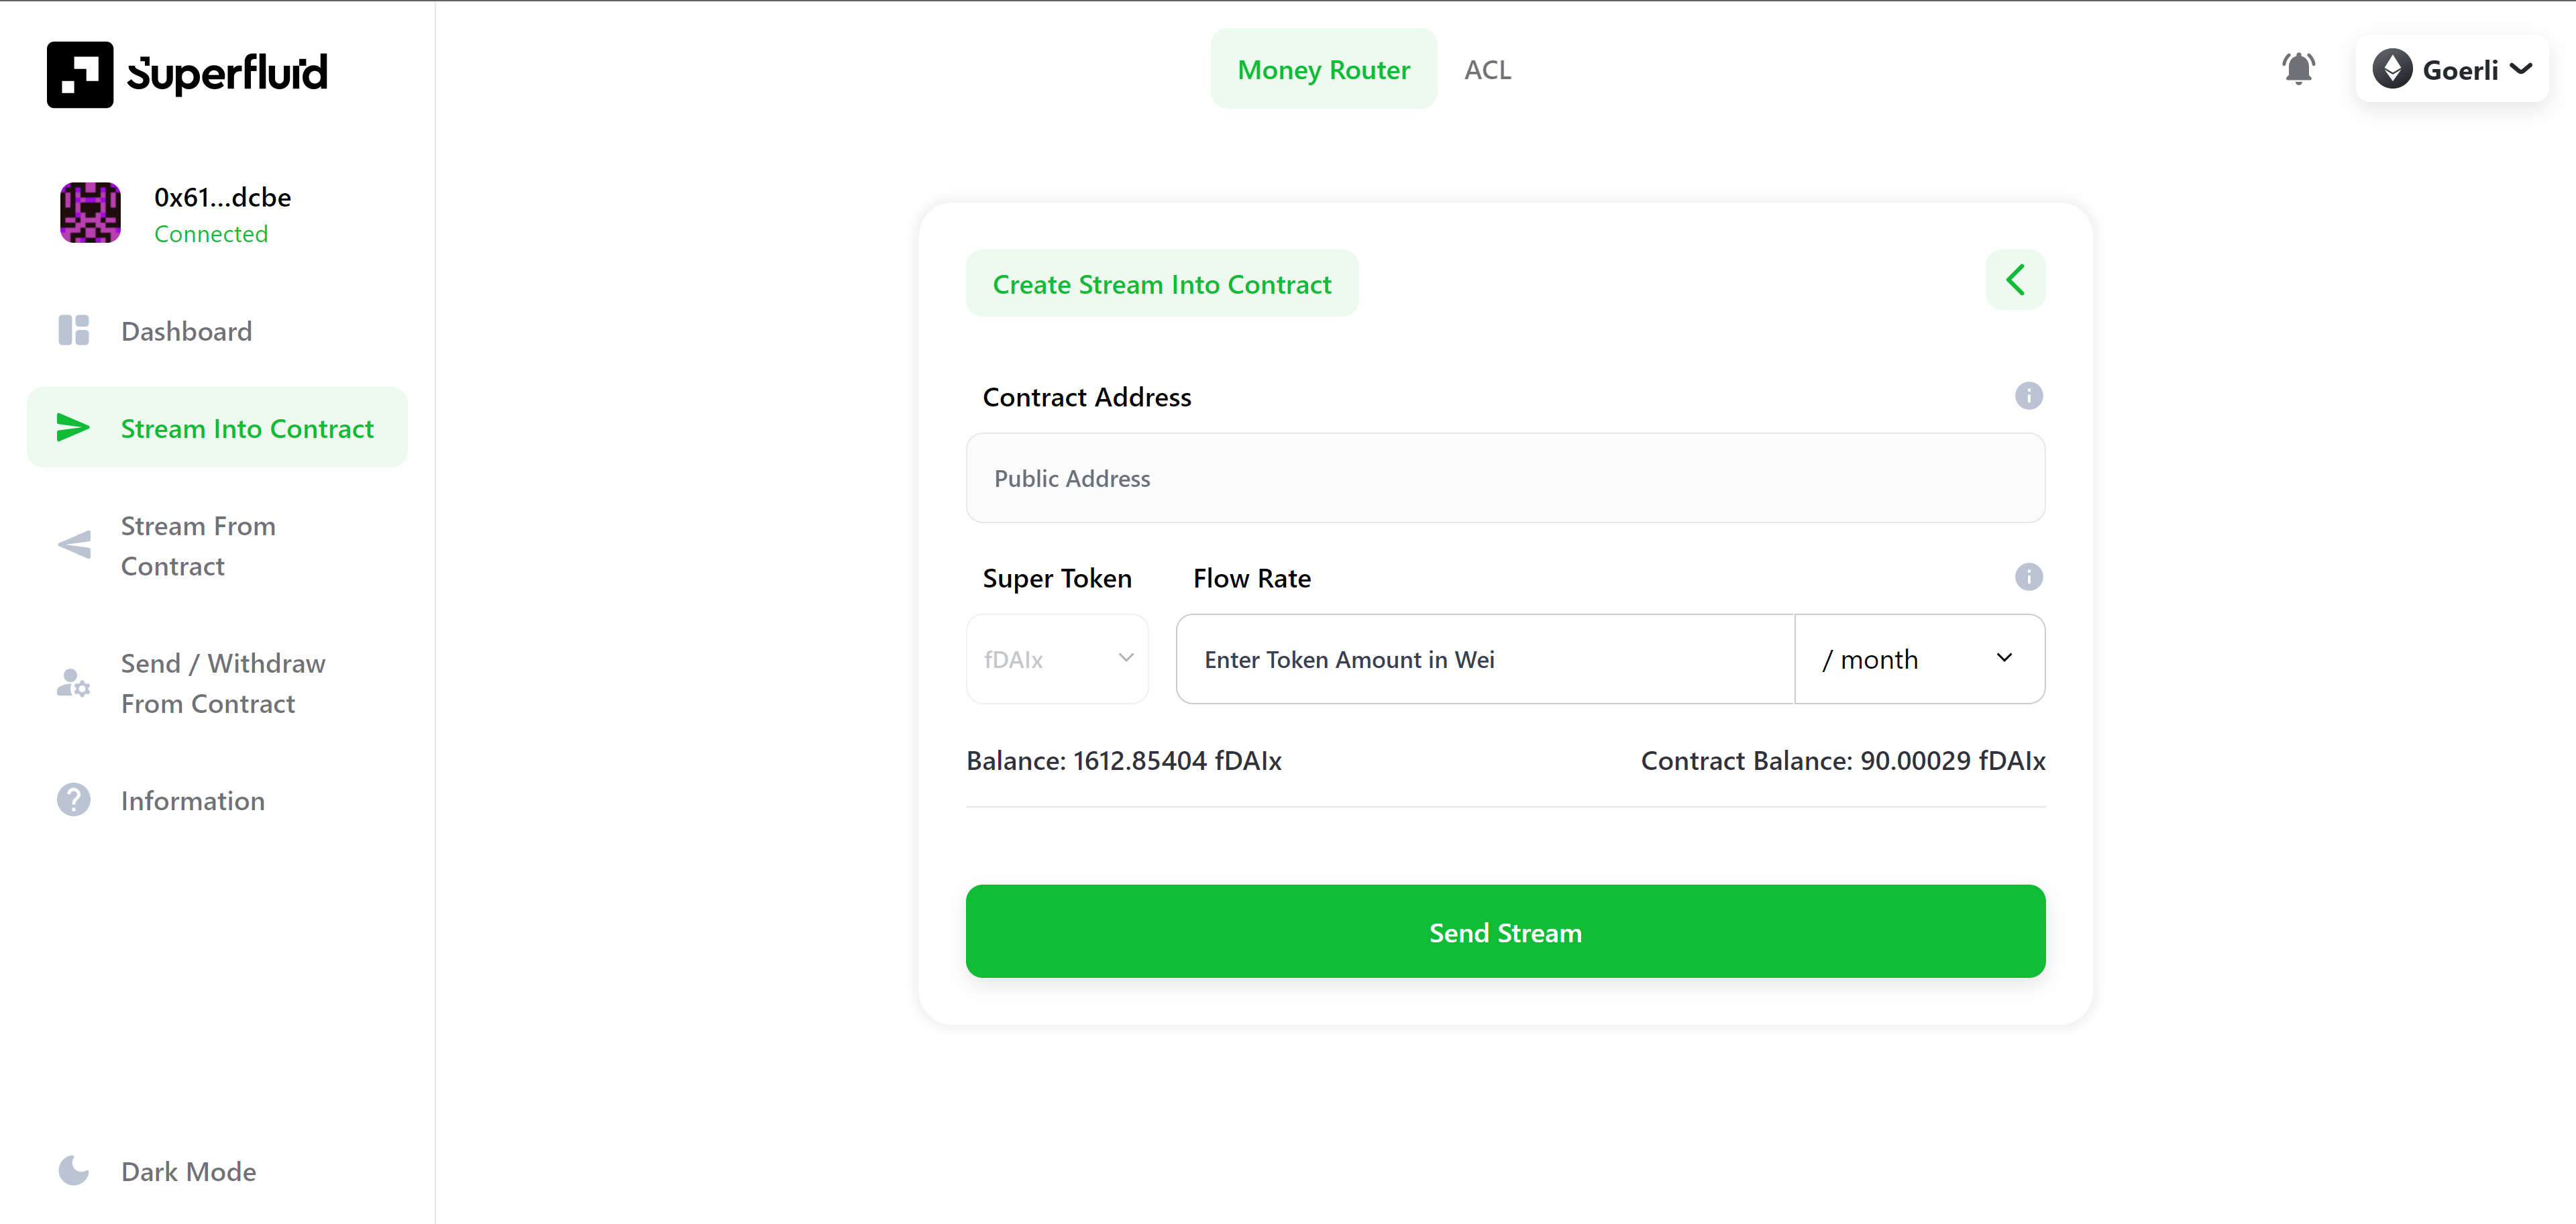 Superfluid
Money Router
ACL
Goerli
0x61...dcbe
Connected
Dashboard
Stream Into Contract
Stream From
Contract
Send / Withdraw
From Contract
Information
Dark Mode
Create Stream Into Contract
Contract Address
Public Address
Super Token
Flow Rate
fDAIx
Enter Token Amount in Wei
/ month
Balance: 1612.85404 fDAIx
Contract Balance: 90.00029 fDAIx
Send Stream